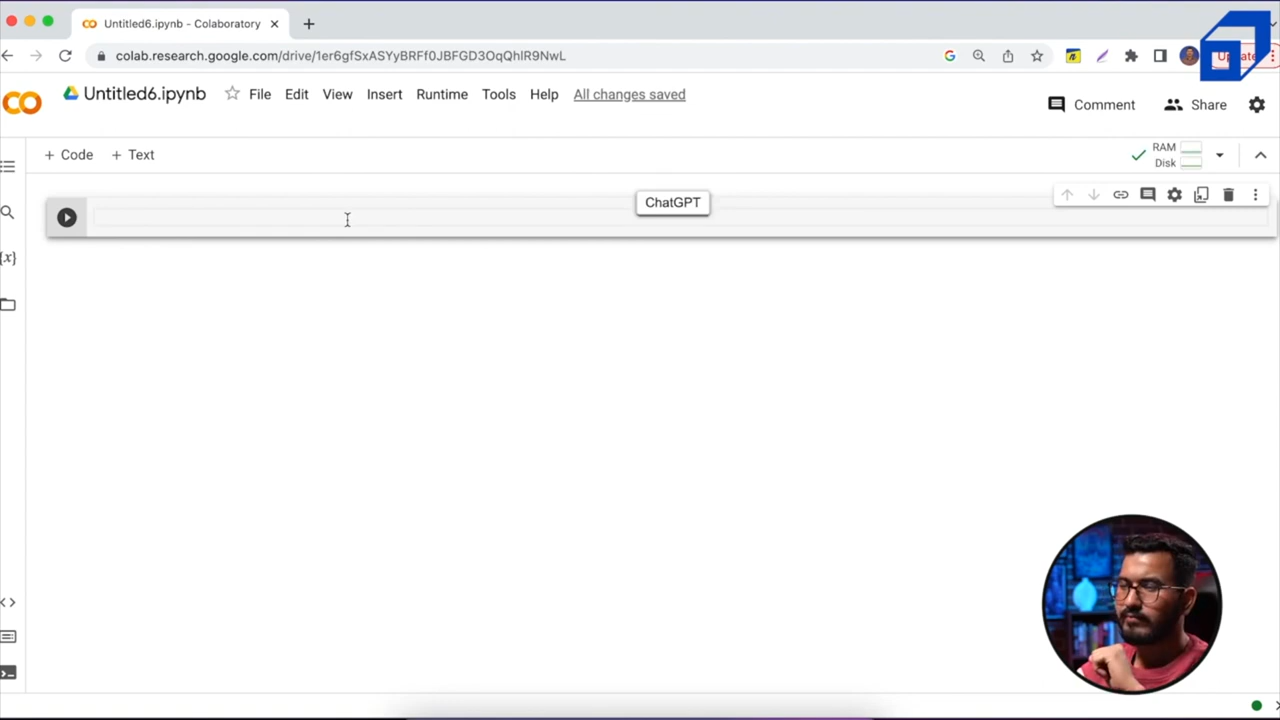 Untitled6.ipynb - Colaboratory
colab.research.google.com/drive/1er6gfSxASYyBRFf0JBFGD3OqQhlR9NwL
Update
Untitled6.ipynb
File Edit View Insert Runtime Tools Help All changes saved
Comment Share
+ Code + Text
RAM
Disk
ChatGPT
{x}